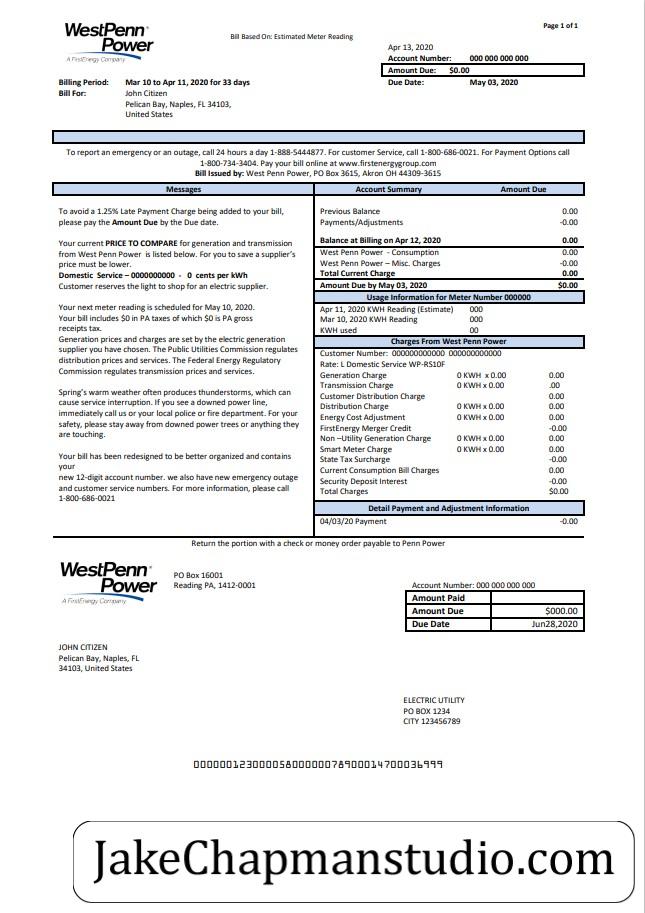 Page 1 of 1
WestPenn
Power
A FirstEnergy Company
Bill Based On: Estimated Meter Reading
Apr 13, 2020
Account Number: 000 000 000 000
Amount Due: $0.00
Due Date: May 03, 2020
Billing Period: Mar 10 to Apr 11, 2020 for 33 days
Bill For: John Citizen
Pelican Bay, Naples, FL 34103,
United States
To report an emergency or an outage, call 24 hours a day 1-888-5444877. For customer Service, call 1-800-686-0021. For Payment Options call
1-800-734-3404. Pay your bill online at www.firstenergygroup.com
Bill Issued by: West Penn Power, PO Box 3615, Akron OH 44309-3615
Messages
To avoid a 1.25% Late Payment Charge being added to your bill,
please pay the Amount Due by the Due date.
Your current PRICE TO COMPARE for generation and transmission
from West Penn Power is listed below. For you to save a supplier's
price must be lower.
Domestic Service – 0000000000 - 0 cents per kWh
Customer reserves the light to shop for an electric supplier.
Your next meter reading is scheduled for May 10, 2020.
Your bill includes $0 in PA taxes of which $0 is PA gross
receipts tax.
Generation prices and charges are set by the electric generation
supplier you have chosen. The Public Utilities Commission regulates
distribution prices and services. The Federal Energy Regulatory
Commission regulates transmission prices and services.
Spring's warm weather often produces thunderstorms, which can
cause service interruption. If you see a downed power line,
immediately call us or your local police or fire department. For your
safety, please stay away from downed power trees or anything they
are touching.
Your bill has been redesigned to be better organized and contains
your
new 12-digit account number. we also have new emergency outage
and customer service numbers. For more information, please call
1-800-686-0021
Account Summary Amount Due
Previous Balance 0.00
Payments/Adjustments -0.00
Balance at Billing on Apr 12, 2020 0.00
West Penn Power - Consumption 0.00
West Penn Power – Misc. Charges -0.00
Total Current Charge 0.00
Amount Due by May 03, 2020 $0.00
Usage Information for Meter Number 000000
Apr 11, 2020 KWH Reading (Estimate) 000
Mar 10, 2020 KWH Reading 000
KWH used 00
Charges From West Penn Power
Customer Number: 000000000000 000000000000
Rate: L Domestic Service WP-RS10F
Generation Charge 0 KWH x 0.00 0.00
Transmission Charge 0 KWH x 0.00 .00
Customer Distribution Charge 0.00
Distribution Charge 0 KWH x 0.00 0.00
Energy Cost Adjustment 0 KWH x 0.00 0.00
FirstEnergy Merger Credit -0.00
Non –Utility Generation Charge 0 KWH x 0.00 0.00
Smart Meter Charge 0 KWH x 0.00 0.00
State Tax Surcharge -0.00
Current Consumption Bill Charges 0.00
Security Deposit Interest -0.00
Total Charges $0.00
Detail Payment and Adjustment Information
04/03/20 Payment -0.00
Return the portion with a check or money order payable to Penn Power
WestPenn
Power
A FirstEnergy Company
PO Box 16001
Reading PA, 1412-0001
Account Number: 000 000 000 000
Amount Paid
Amount Due $000.00
Due Date Jun28,2020
JOHN CITIZEN
Pelican Bay, Naples, FL
34103, United States
ELECTRIC UTILITY
PO BOX 1234
CITY 123456789
00000012300005800000078900014700036999
JakeChapmanstudio.com